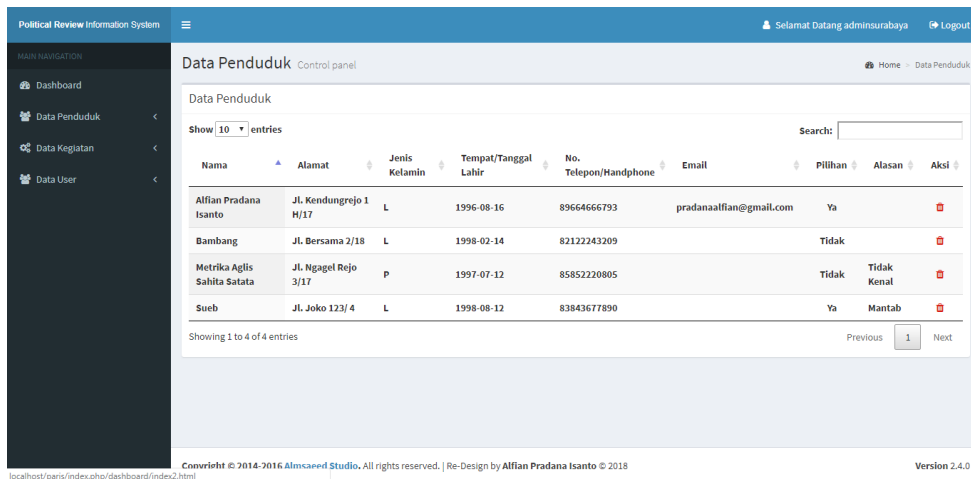 Political Review Information System
Selamat Datang adminsurabaya Logout
MAIN NAVIGATION
Dashboard
Data Penduduk
Data Kegiatan
Data User
Data Penduduk Control panel
Home > Data Penduduk
Data Penduduk
Show 10 entries
Search:
Nama Alamat Jenis Kelamin Tempat/Tanggal Lahir No. Telepon/Handphone Email Pilihan Alasan Aksi
Alfian Pradana Isanto Jl. Kendungrejo 1 H/17 L 1996-08-16 89664666793 pradanaalfian@gmail.com Ya
Bambang Jl. Bersama 2/18 L 1998-02-14 82122243209 Tidak
Metrika Aglis Sahita Satata Jl. Ngagel Rejo 3/17 P 1997-07-12 85852220805 Tidak Tidak Kenal
Sueb Jl. Joko 123/ 4 L 1998-08-12 83843677890 Ya Mantab
Showing 1 to 4 of 4 entries
Previous 1 Next
Copyright © 2014-2016 Almsaeed Studio. All rights reserved. | Re-Design by Alfian Pradana Isanto © 2018
Version 2.4.0
localhost/paris/index.php/dashboard/index2.html